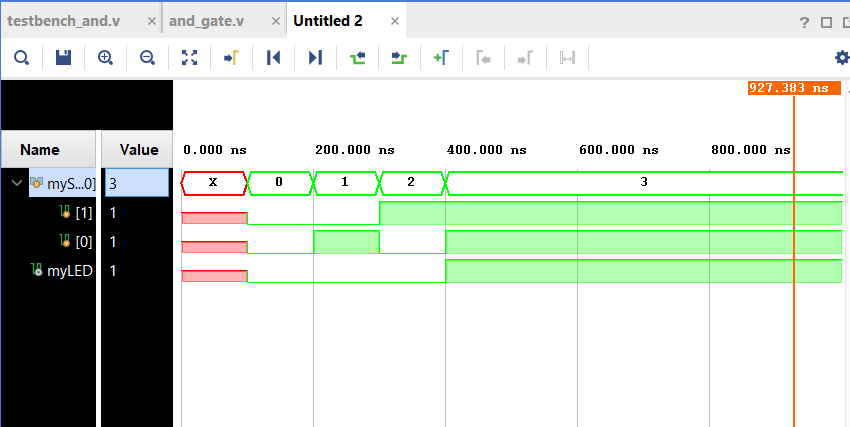 testbench_and.v × and_gate.v × Untitled 2 × ?
927.383 ns
Name Value 0.000 ns 200.000 ns 400.000 ns 600.000 ns 800.000 ns
myS...0] 3 X 0 1 2 3
[1] 1
[0] 1
myLED 1